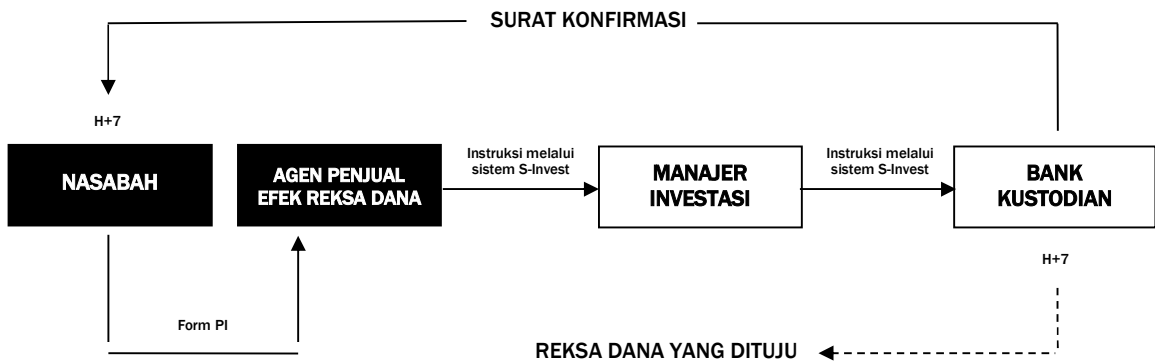 SURAT KONFIRMASI
H+7
NASABAH
AGEN PENJUAL
EFEK REKSA DANA
Instruksi melalui
sistem S-Invest
MANAJER
INVESTASI
Instruksi melalui
sistem S-Invest
BANK
KUSTODIAN
H+7
Form PI
REKSA DANA YANG DITUJU